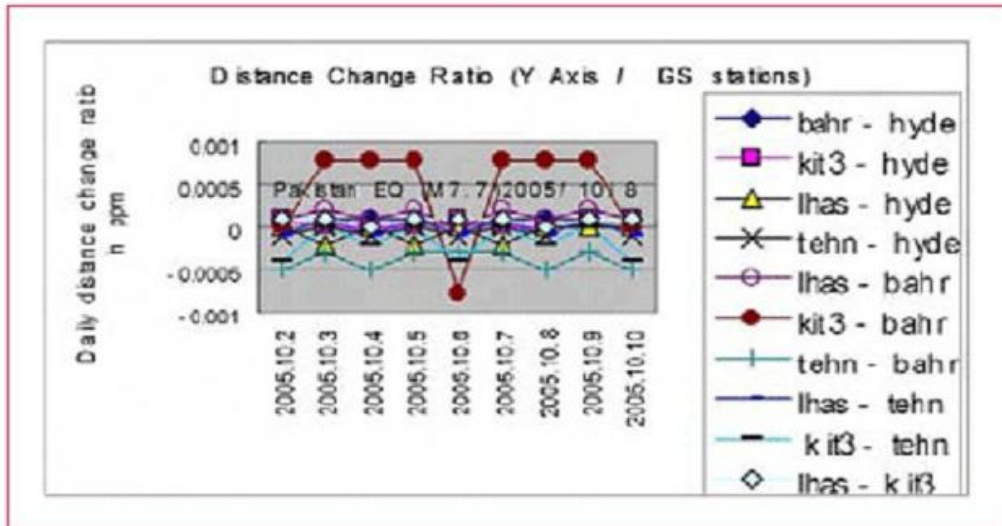 Distance Change Ratio (Y Axis / IGS stations)
Daily distance change ratio
in ppm
0.001
0.0005
0
-0.0005
-0.001
Pakistan EQ (M7.7)2005/10/8
2005.10.2
2005.10.3
2005.10.4
2005.10.5
2005.10.6
2005.10.7
2005.10.8
2005.10.9
2005.10.10
bahr - hyde
kit3 - hyde
lhas - hyde
tehn - hyde
lhas - bahr
kit3 - bahr
tehn - bahr
lhas - tehn
kit3 - tehn
lhas - kit3